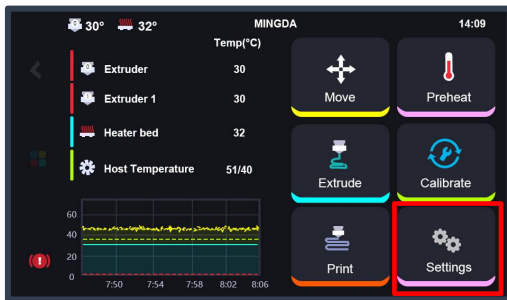 30° 32° MINGDA 14:09
Temp(°C)
Extruder 30
Extruder 1 30
Heater bed 32
Host Temperature 51/40
Move
Preheat
Extrude
Calibrate
Print
Settings
60
40
20
0
7:50 7:54 7:58 8:02 8:06